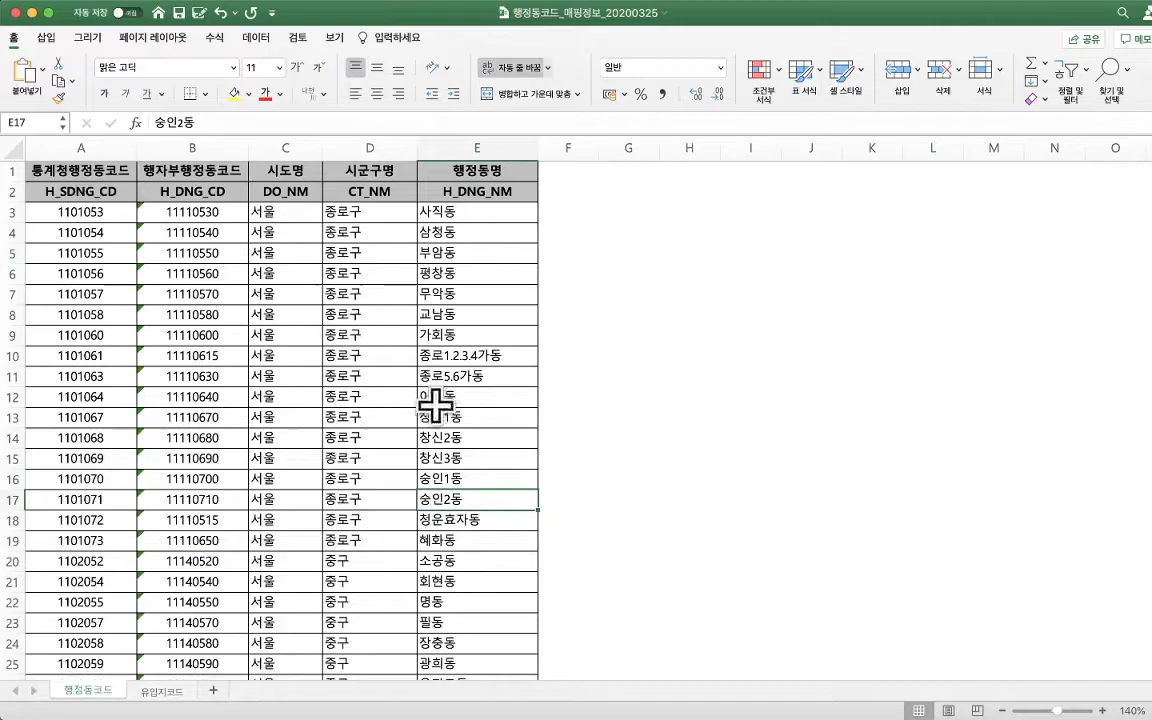 자동 저장 행정동코드_매핑정보_20200325
홈 삽입 그리기 페이지 레이아웃 수식 데이터 검토 보기 입력하세요 공유 메모
붙여넣기 맑은 고딕 11 가 가 자동 줄 바꿈 일반
가 가 가 가 병합하고 가운데 맞춤 조건부 서식 표 서식 셀 스타일 삽입 삭제 서식 정렬 및 필터 찾기 및 선택
E17 fx 숭인2동
A B C D E F G H I J K L M N O
1 통계청행정동코드 행자부행정동코드 시도명 시군구명 행정동명
2 H_SDNG_CD H_DNG_CD DO_NM CT_NM H_DNG_NM
3 1101053 11110530 서울 종로구 사직동
4 1101054 11110540 서울 종로구 삼청동
5 1101055 11110550 서울 종로구 부암동
6 1101056 11110560 서울 종로구 평창동
7 1101057 11110570 서울 종로구 무악동
8 1101058 11110580 서울 종로구 교남동
9 1101060 11110600 서울 종로구 가회동
10 1101061 11110615 서울 종로구 종로1.2.3.4가동
11 1101063 11110630 서울 종로구 종로5.6가동
12 1101064 11110640 서울 종로구
13 1101067 11110670 서울 종로구
14 1101068 11110680 서울 종로구 창신2동
15 1101069 11110690 서울 종로구 창신3동
16 1101070 11110700 서울 종로구 숭인1동
17 1101071 11110710 서울 종로구 숭인2동
18 1101072 11110515 서울 종로구 청운효자동
19 1101073 11110650 서울 종로구 혜화동
20 1102052 11140520 서울 중구 소공동
21 1102054 11140540 서울 중구 회현동
22 1102055 11140550 서울 중구 명동
23 1102057 11140570 서울 중구 필동
24 1102058 11140580 서울 중구 장충동
25 1102059 11140590 서울 중구 광희동
행정동코드 유입지코드
140%